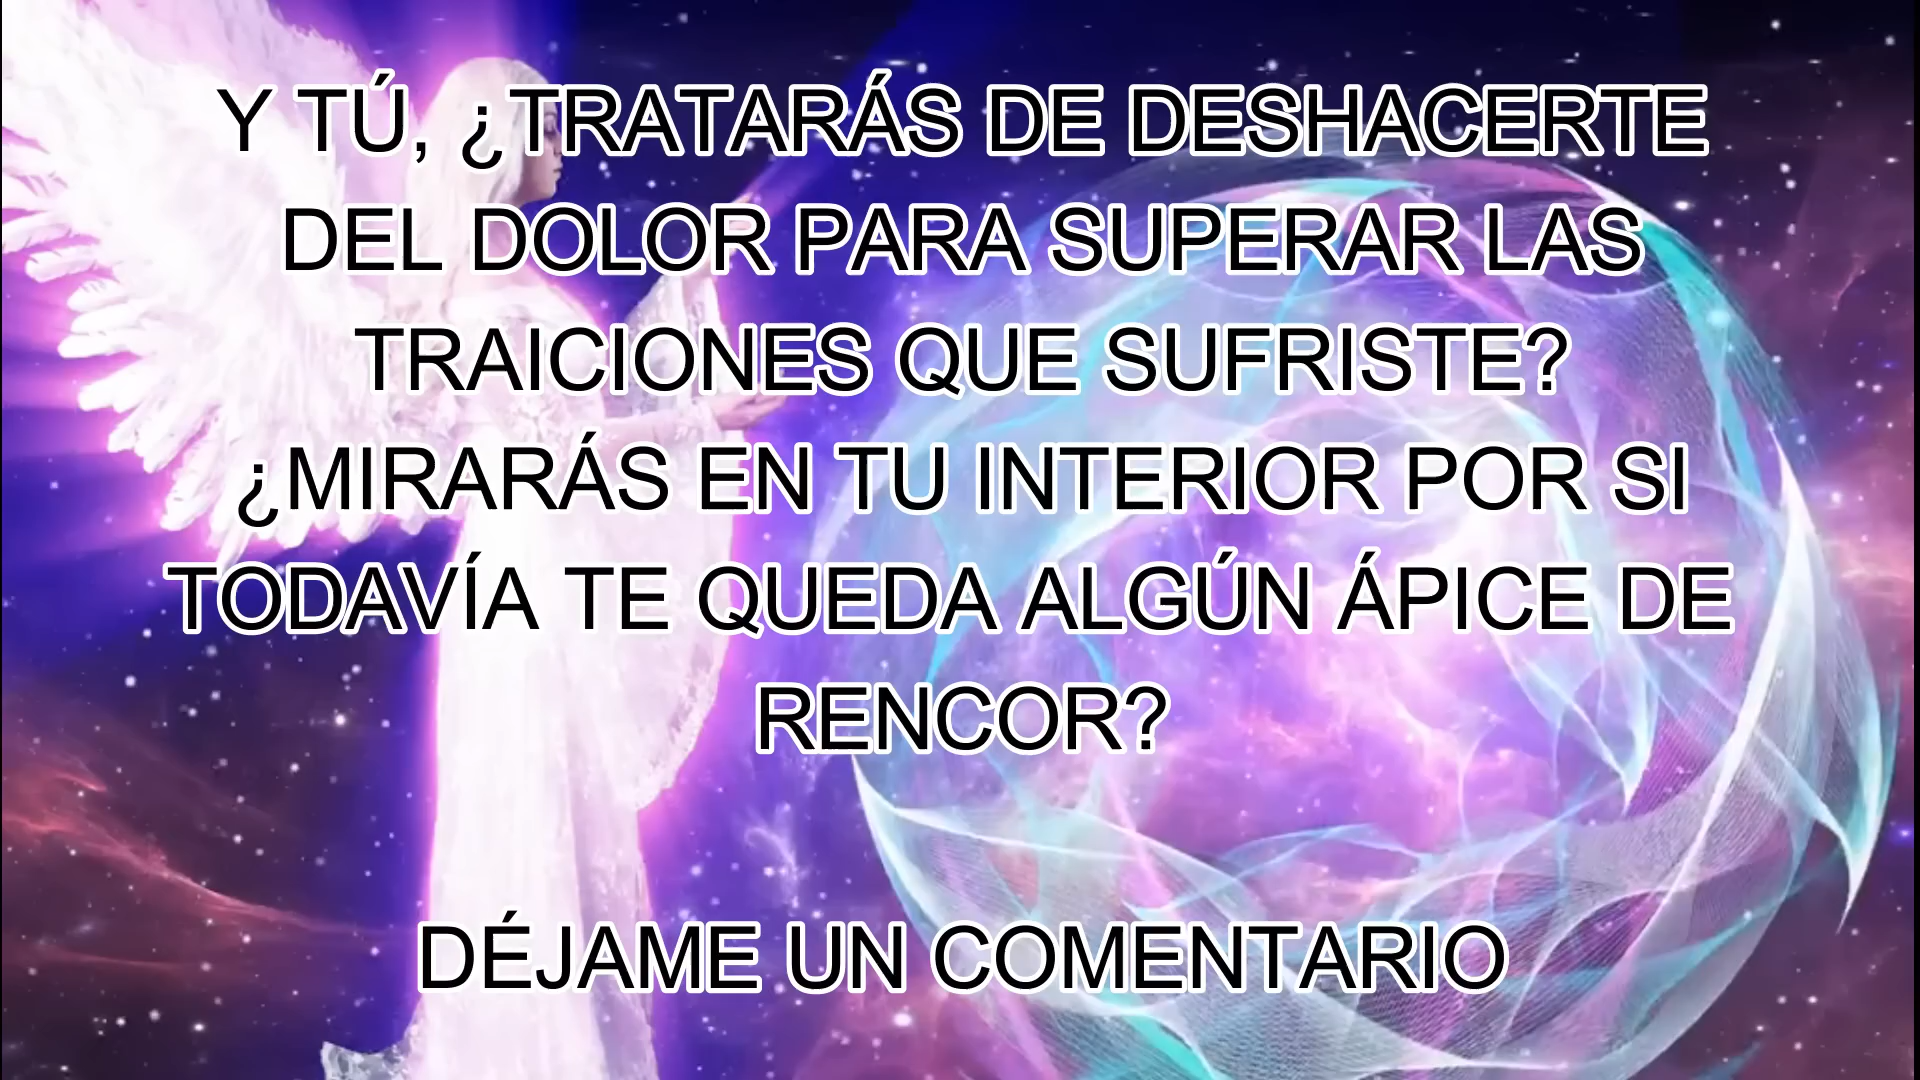 Y TÚ, ¿TRATARÁS DE DESHACERTE
DEL DOLOR PARA SUPERAR LAS
TRAICIONES QUE SUFRISTE?
¿MIRARÁS EN TU INTERIOR POR SI
TODAVÍA TE QUEDA ALGÚN ÁPICE DE
RENCOR?
DÉJAME UN COMENTARIO